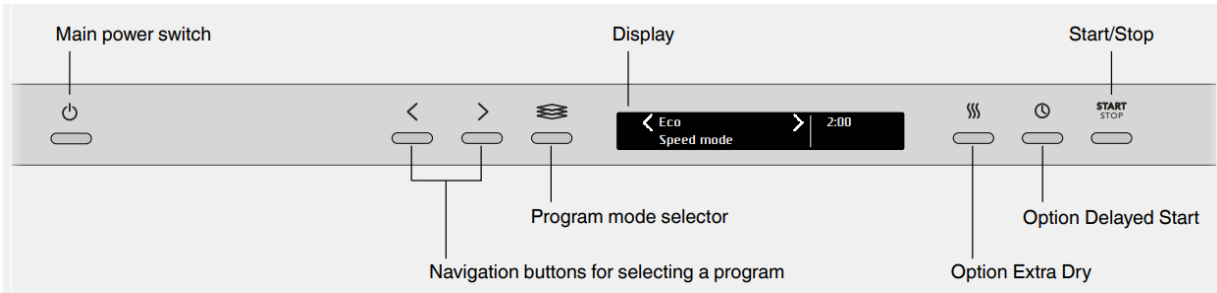 Main power switch
Display
Start/Stop
Eco
2:00
Speed mode
START
STOP
Program mode selector
Option Delayed Start
Navigation buttons for selecting a program
Option Extra Dry